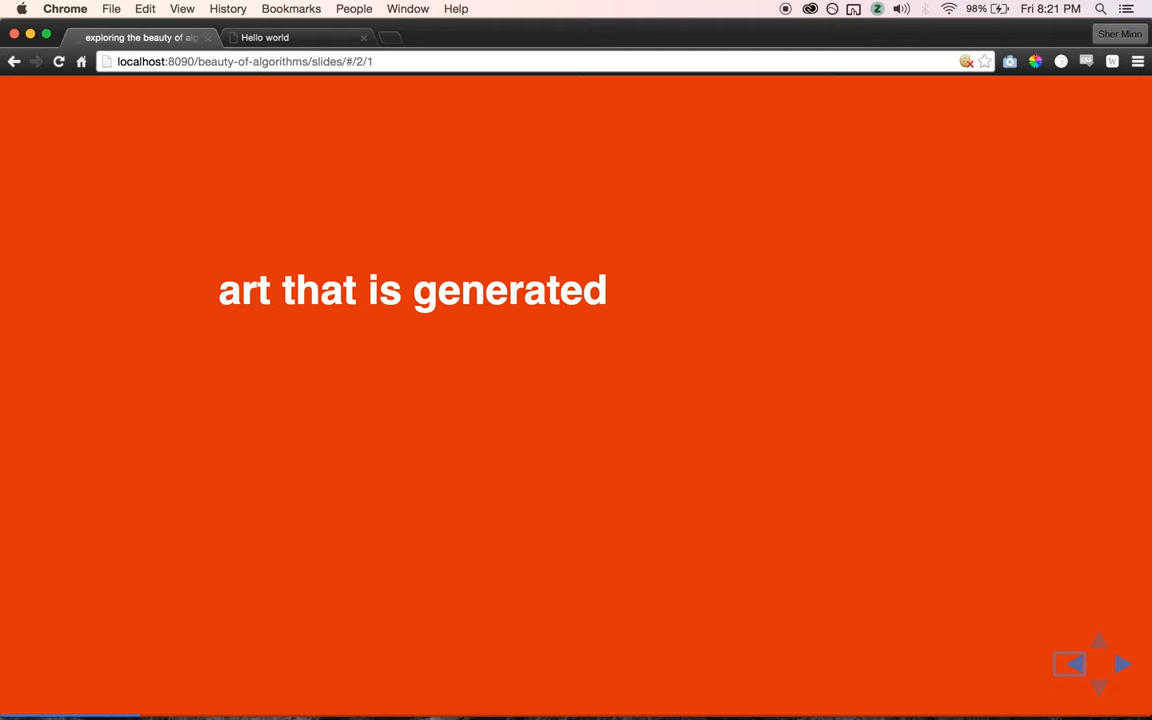 Chrome File Edit View History Bookmarks People Window Help 98% Fri 8:21 PM
exploring the beauty of alg Hello world Sher Minn
localhost:8090/beauty-of-algorithms/slides/#/2/1
art that is generated